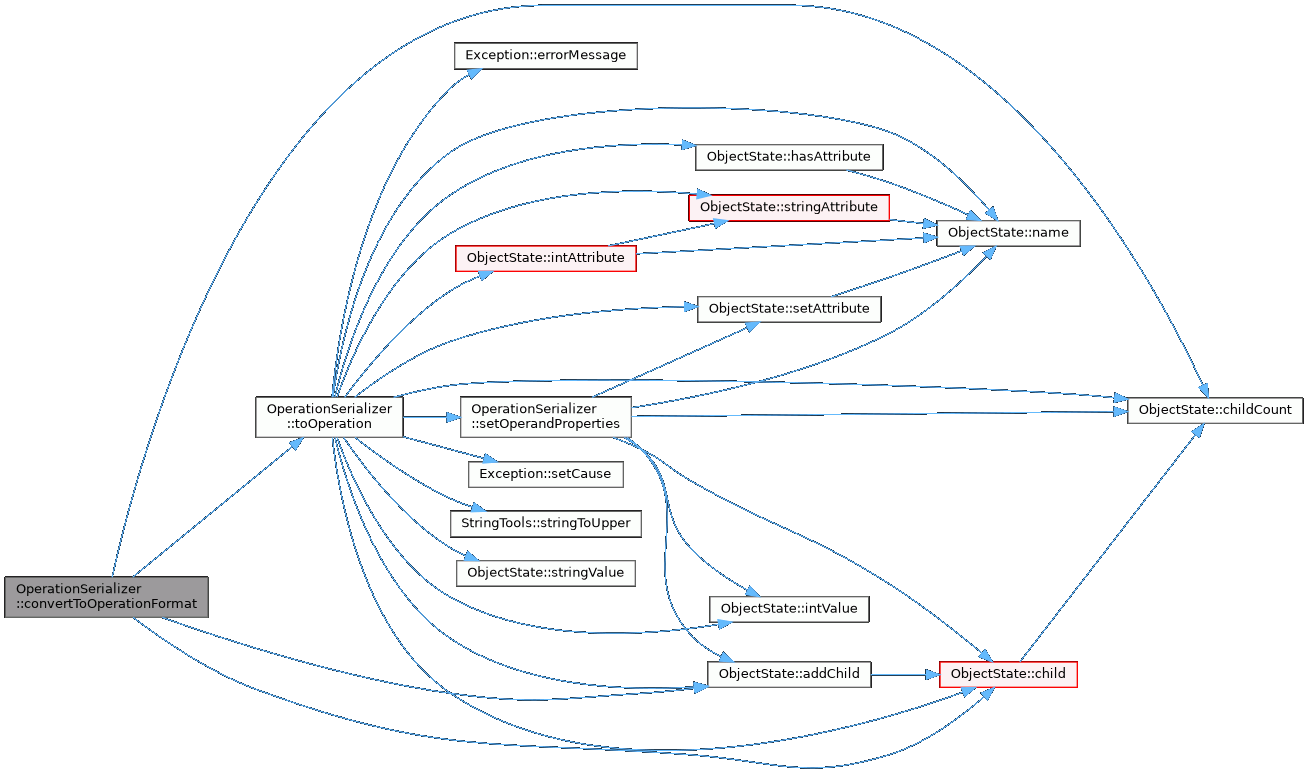 Exception::errorMessage
ObjectState::hasAttribute
ObjectState::stringAttribute
ObjectState::name
ObjectState::intAttribute
ObjectState::setAttribute
OperationSerializer
::toOperation
OperationSerializer
::setOperandProperties
ObjectState::childCount
Exception::setCause
StringTools::stringToUpper
ObjectState::stringValue
OperationSerializer
::convertToOperationFormat
ObjectState::intValue
ObjectState::addChild
ObjectState::child